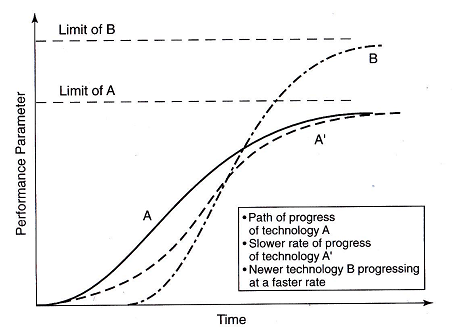 Limit of B
B
Limit of A
A'
A
• Path of progress
of technology A
• Slower rate of progress
of technology A'
• Newer technology B progressing
at a faster rate
Performance Parameter
Time